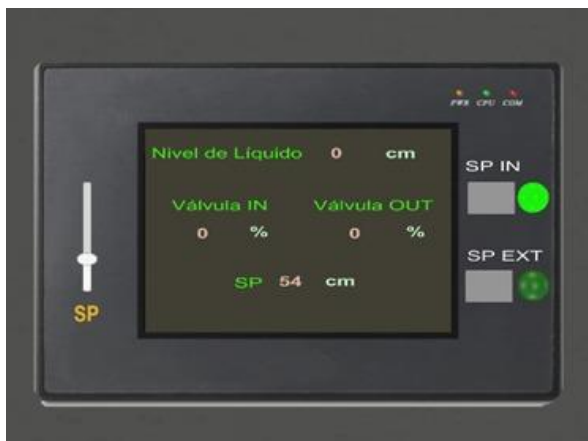 PWR CPU COM
Nivel de Líquido 0 cm
SP IN
Válvula IN Válvula OUT
0 % 0 %
SP EXT
SP 54 cm
SP